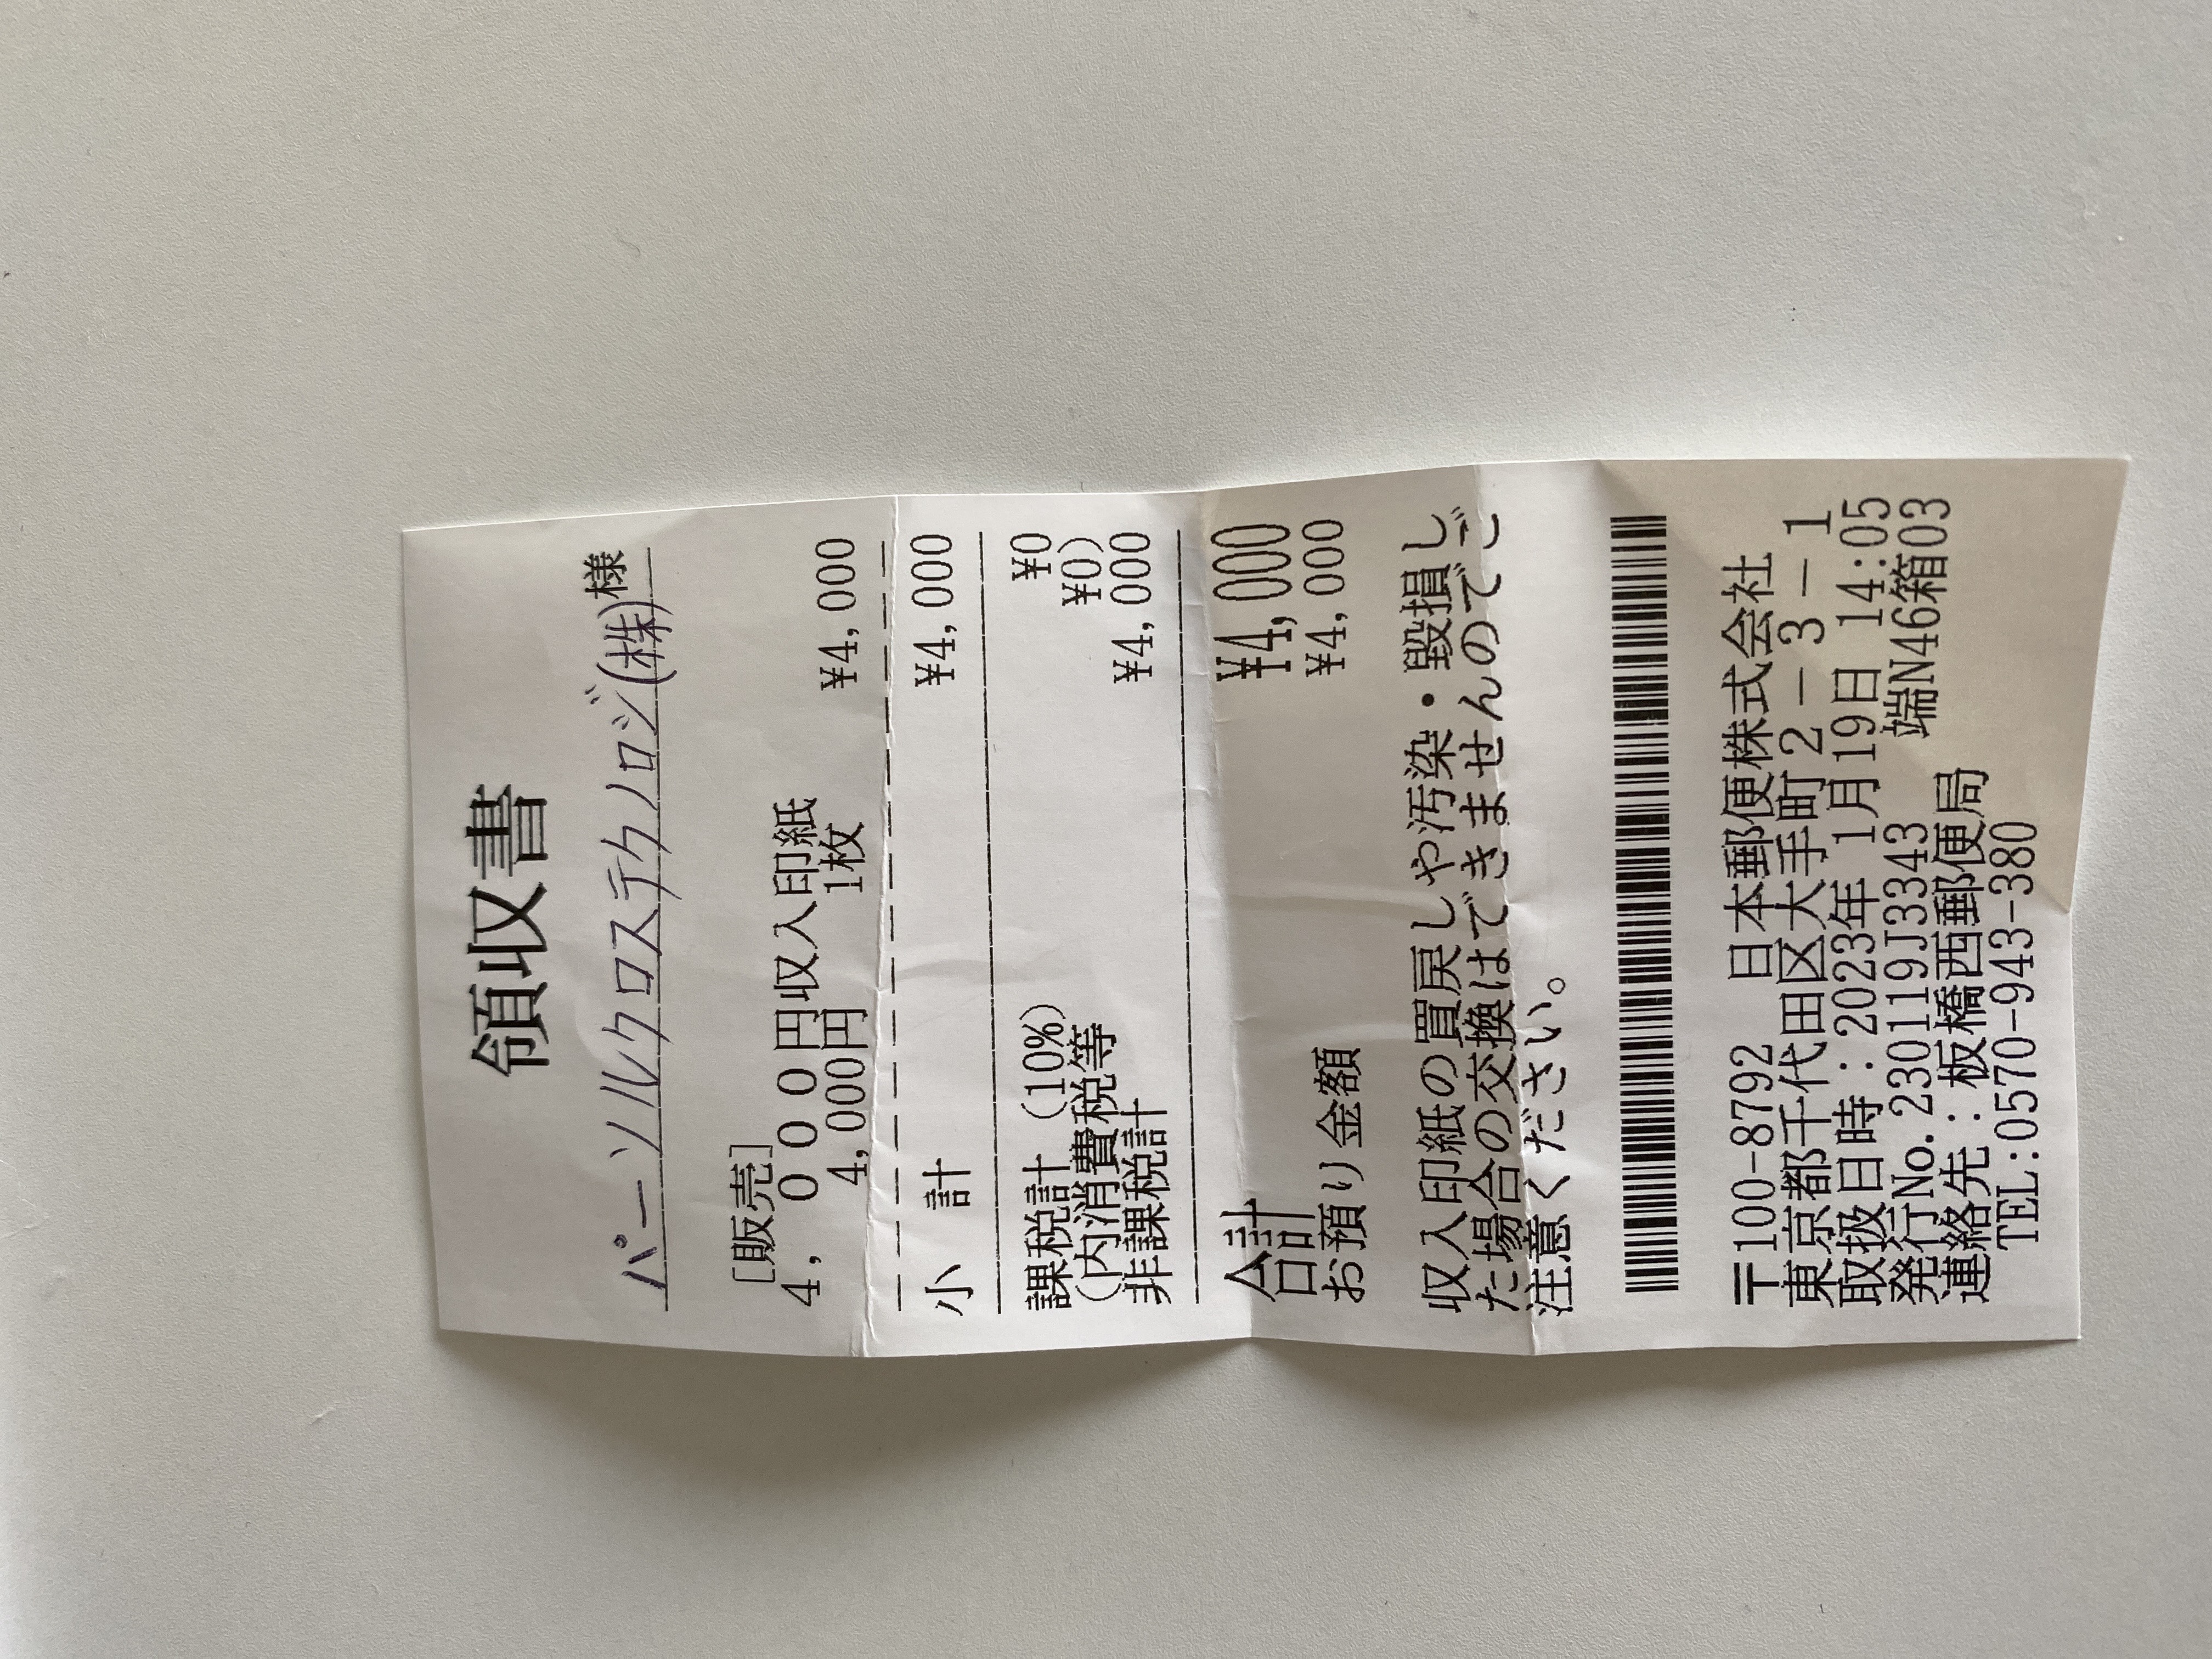 領収書
パーソルクロステクノロジ(株)様
[販売]
4,000円収入印紙
4,000円 1枚 ¥4,000
小 計 ¥4,000
課税計(10%) ¥0
(内消費税等 ¥0)
非課税計 ¥4,000
合計 ¥4,000
お預り金額 ¥4,000
収入印紙の買戻しや汚染・毀損し
た場合の交換はできませんのでご
注意ください。
〒100-8792 日本郵便株式会社
東京都千代田区大手町2-3-1
取扱日時:2023年 1月19日 14:05
発行No.230119J3343 端N46箱03
連絡先:板橋西郵便局
TEL:0570-943-380